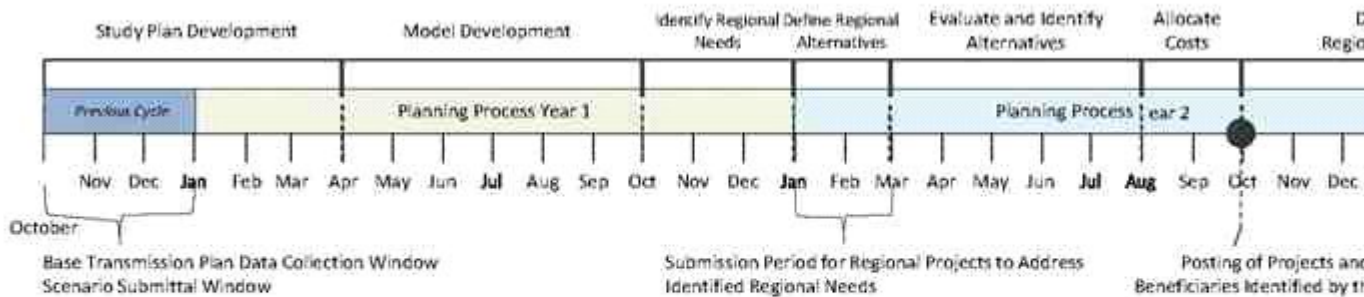 Study Plan Development
Model Development
Identify Regional
Needs
Define Regional
Alternatives
Evaluate and Identify
Alternatives
Allocate
Costs
D
Regio
Previous Cycle
Planning Process Year 1
Planning Process ear 2
Nov Dec Jan Feb Mar Apr May Jun Jul Aug Sep Oct Nov Dec Jan Feb Mar Apr May Jun Jul Aug Sep Oct Nov Dec
October
Base Transmission Plan Data Collection Window
Scenario Submittal Window
Submission Period for Regional Projects to Address
Identified Regional Needs
Posting of Projects and
Beneficiaries Identified by th